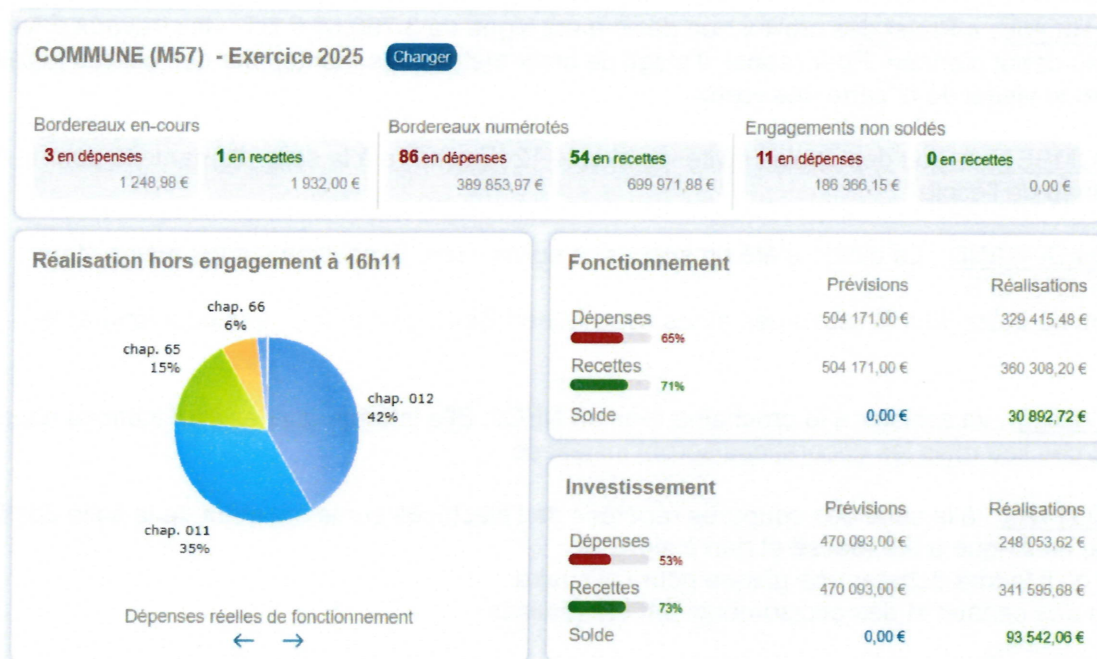 COMMUNE (M57) - Exercice 2025 Changer
Bordereaux en-cours
3 en dépenses 1 en recettes
1 248,98 € 1 932,00 €
Bordereaux numérotés
86 en dépenses 54 en recettes
389 853,97 € 699 971,88 €
Engagements non soldés
11 en dépenses 0 en recettes
186 366,15 € 0,00 €
Réalisation hors engagement à 16h11
chap. 66
6%
chap. 65
15%
chap. 012
42%
chap. 011
35%
Dépenses réelles de fonctionnement
Fonctionnement
Prévisions Réalisations
Dépenses 504 171,00 € 329 415,48 €
65%
Recettes 504 171,00 € 360 308,20 €
71%
Solde 0,00 € 30 892,72 €
Investissement
Prévisions Réalisations
Dépenses 470 093,00 € 248 053,62 €
53%
Recettes 470 093,00 € 341 595,68 €
73%
Solde 0,00 € 93 542,06 €